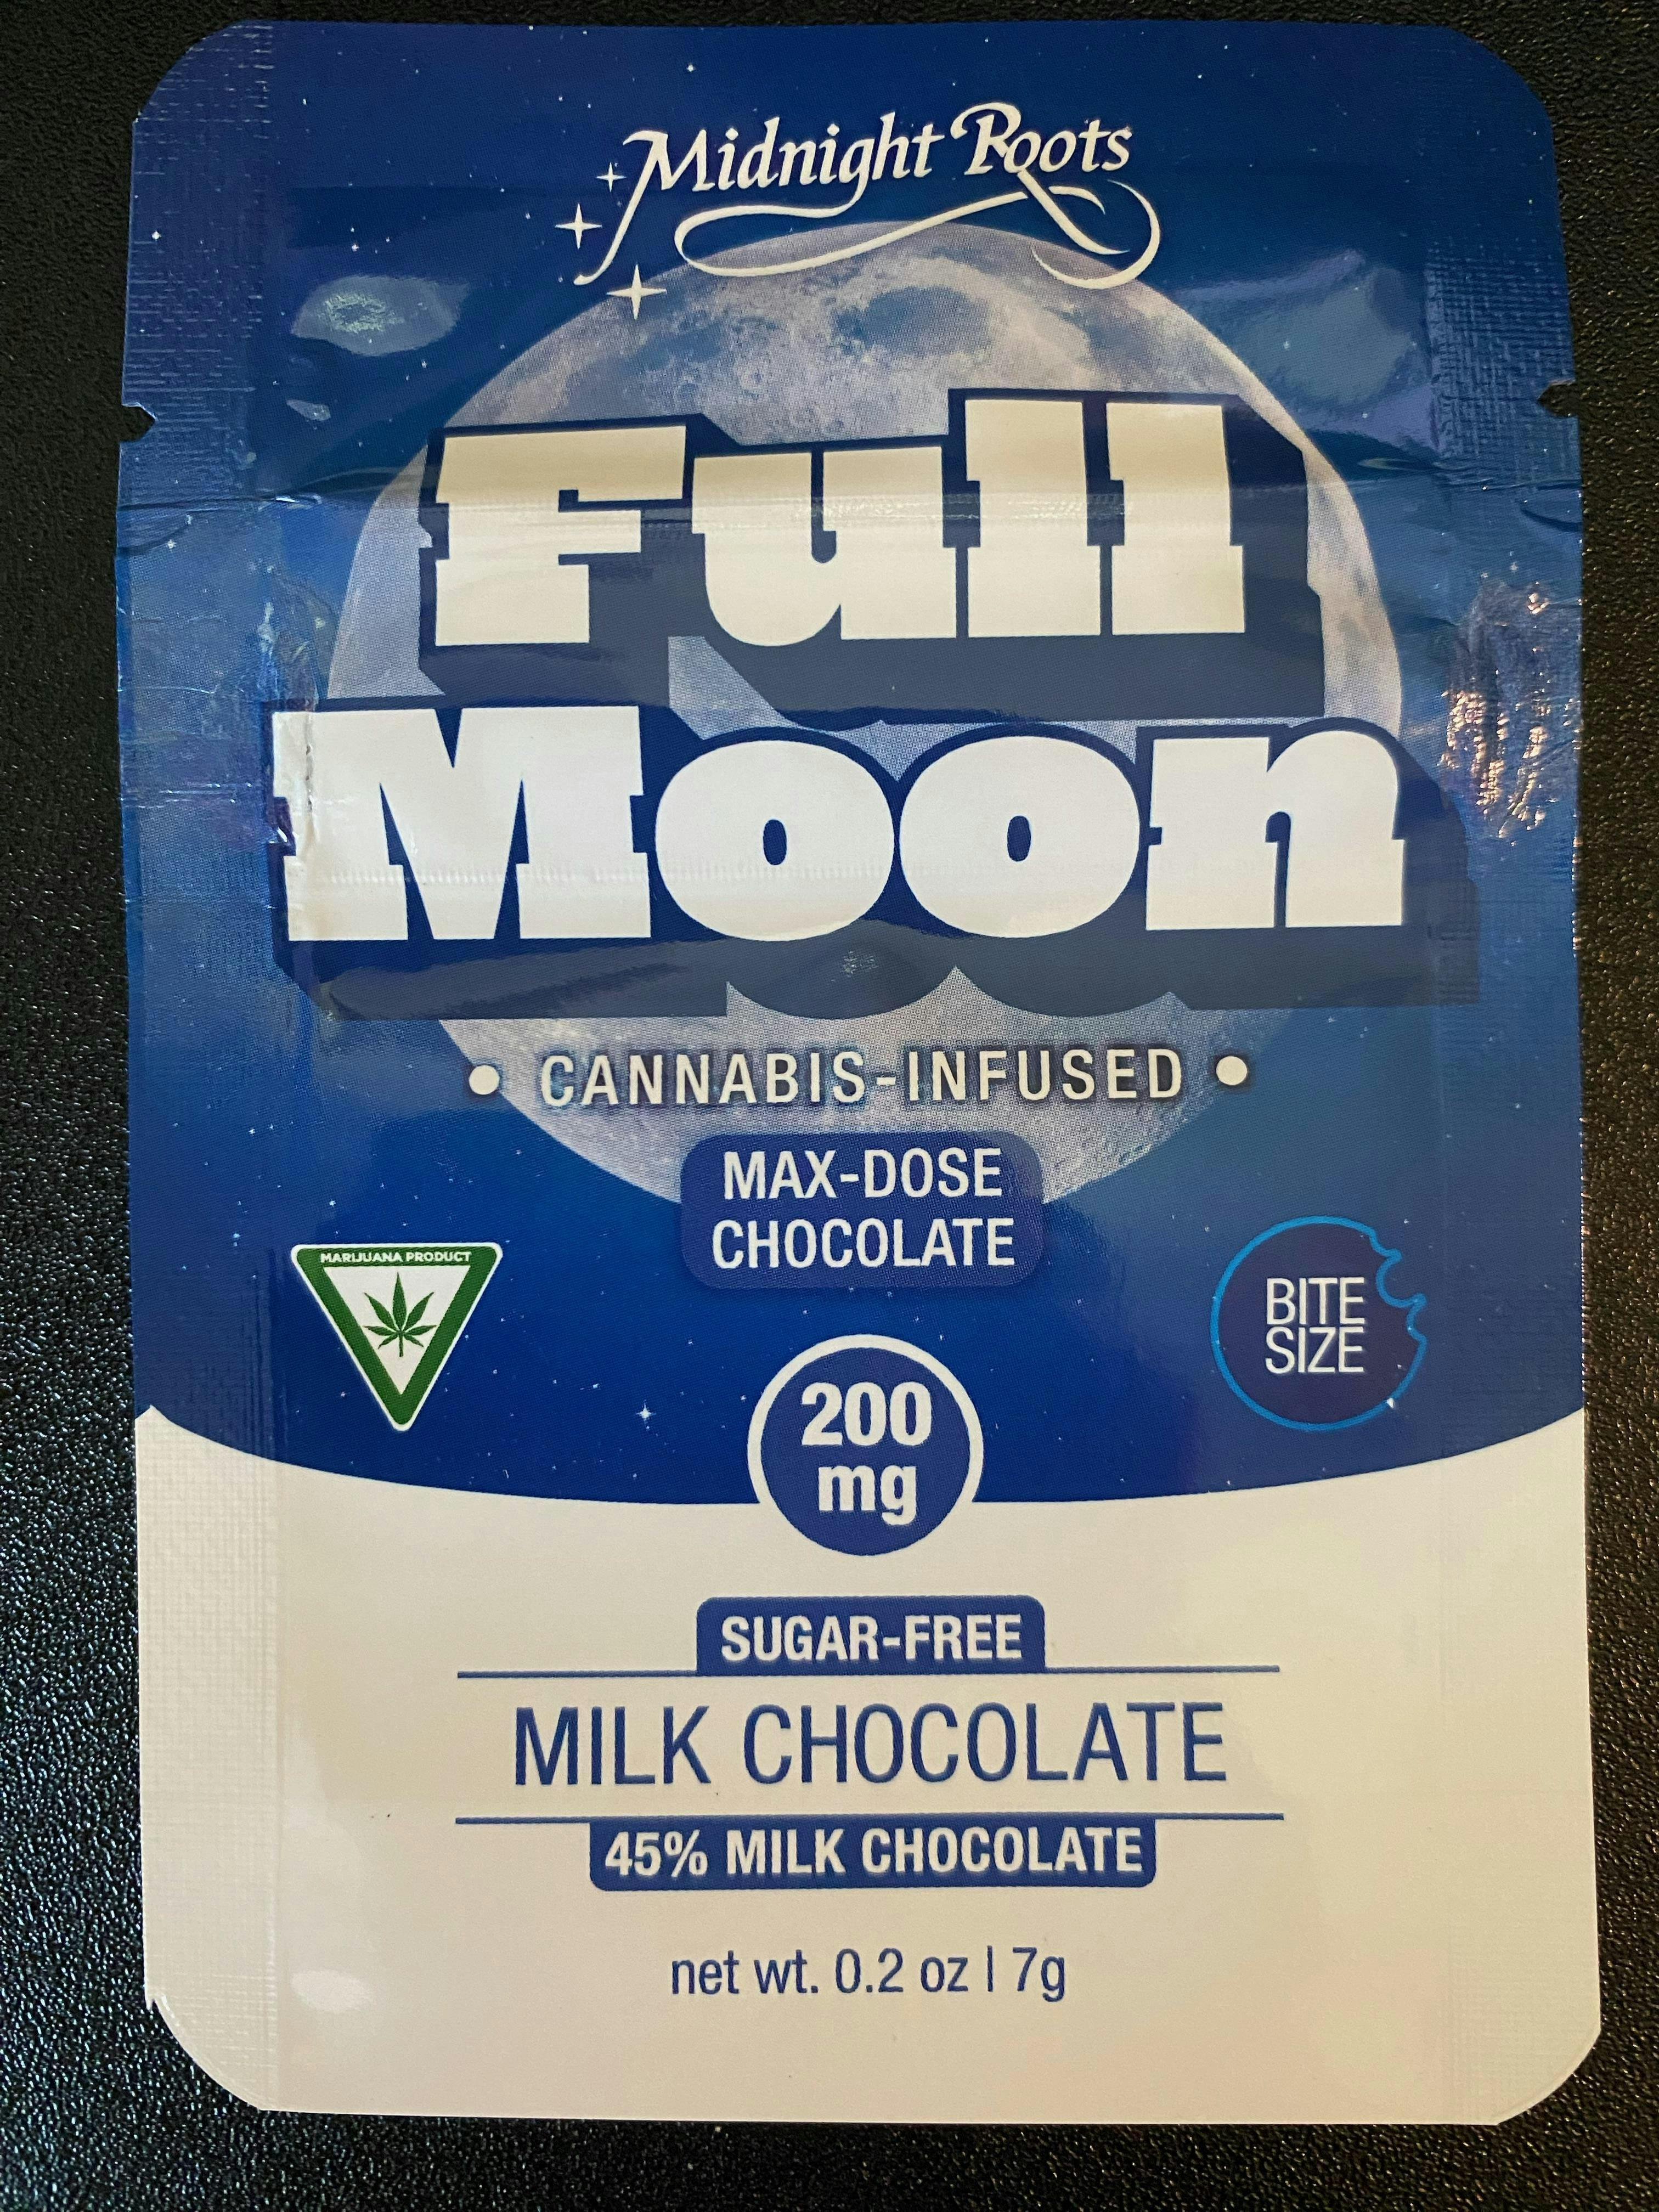 Midnight Roots
Full
Moon
• CANNABIS-INFUSED •
MAX-DOSE
CHOCOLATE
MARIJUANA PRODUCT
BITE
SIZE
200
mg
SUGAR-FREE
MILK CHOCOLATE
45% MILK CHOCOLATE
net wt. 0.2 oz | 7g